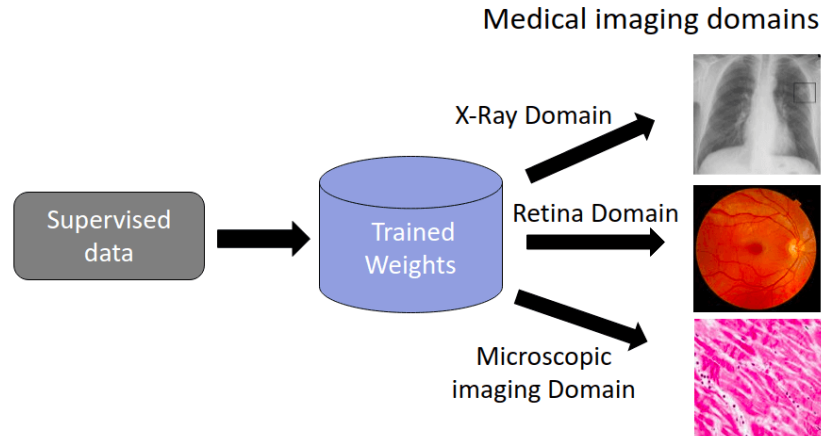 Medical imaging domains
X-Ray Domain
Supervised
data
Trained
Weights
Retina Domain
Microscopic
imaging Domain